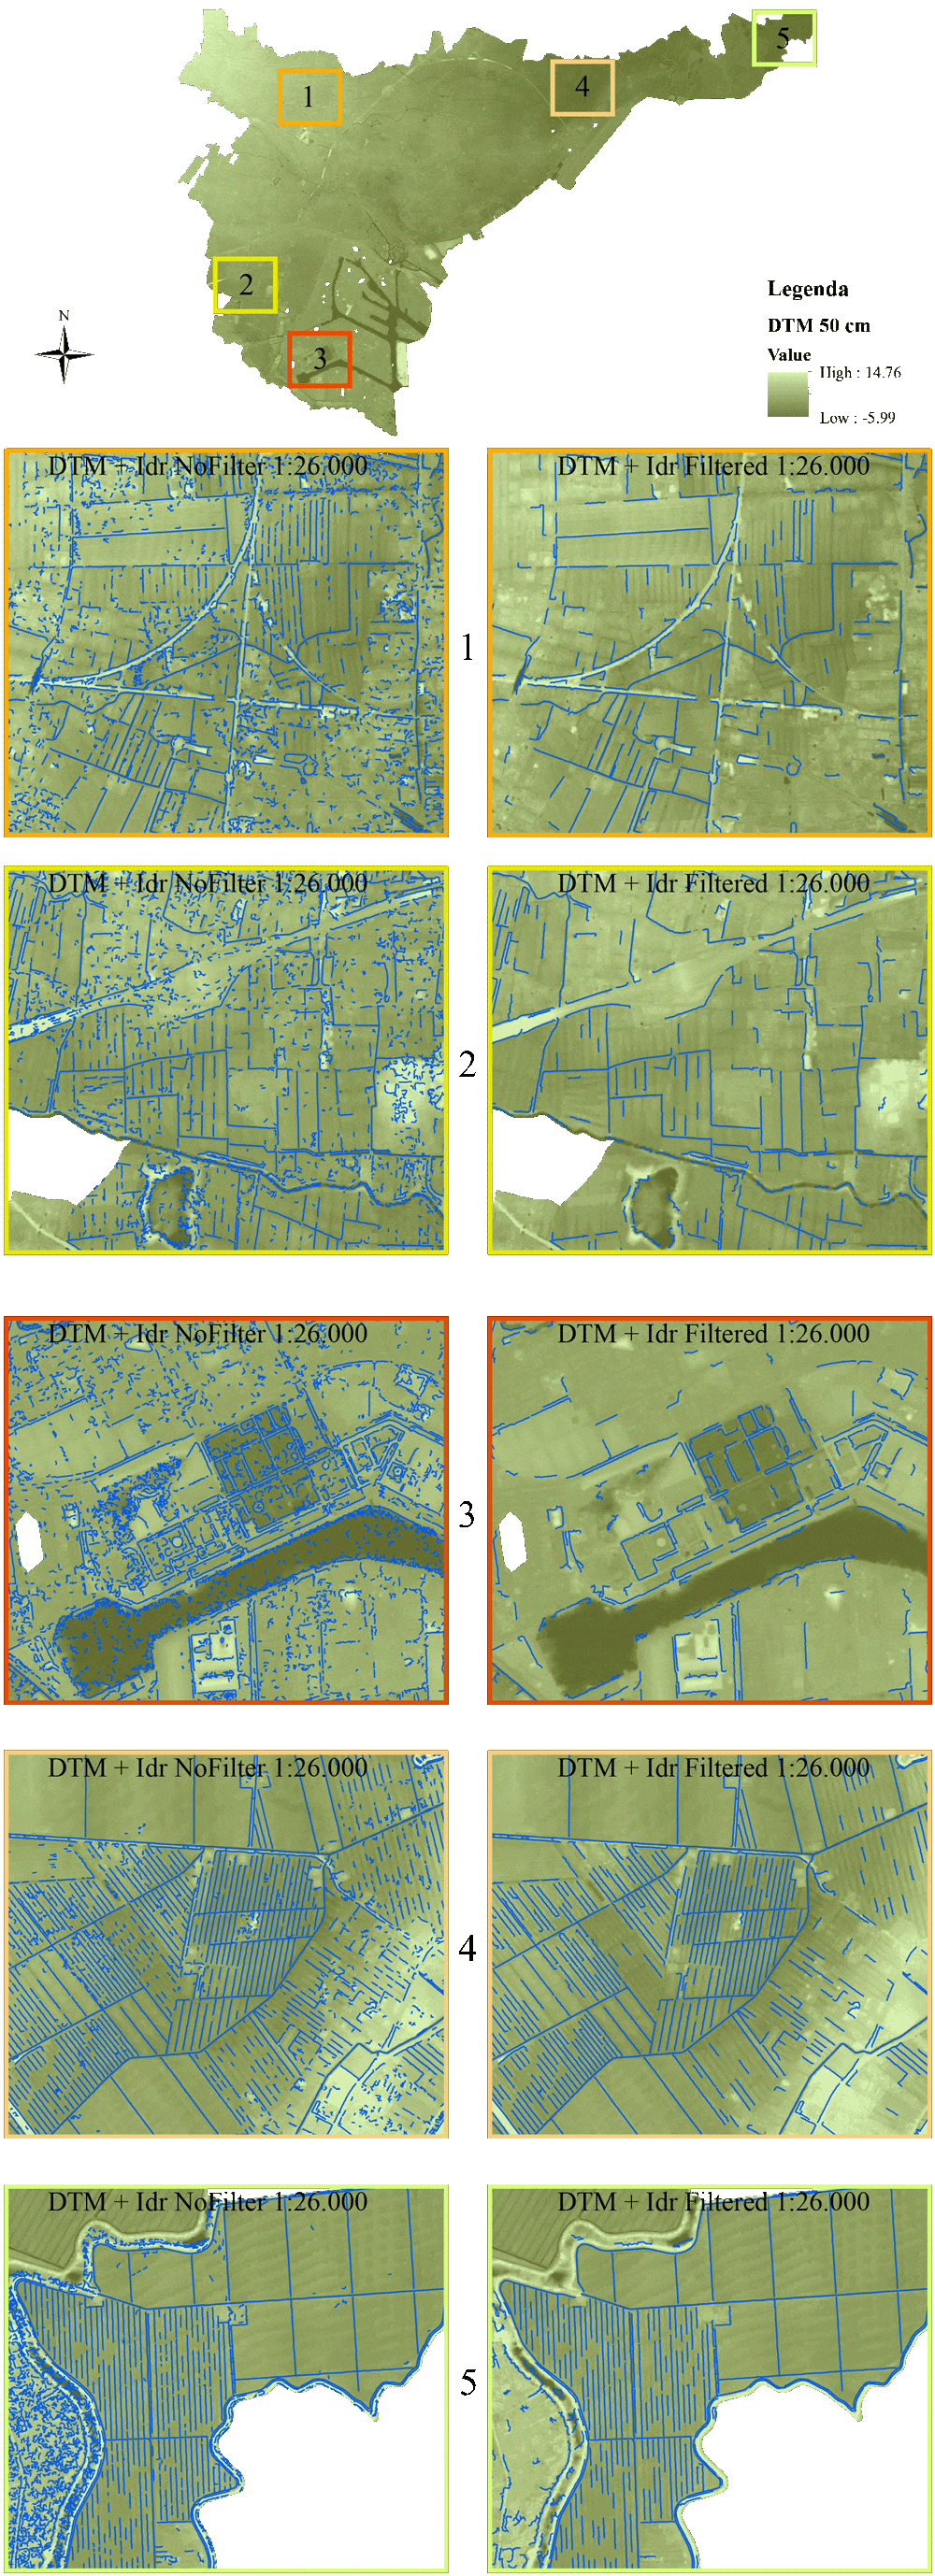 1
2
3
4
5
N
Legenda
DTM 50 cm
Value
High : 14.76
Low : -5.99
DTM + Idr NoFilter 1:26.000
DTM + Idr Filtered 1:26.000
1
DTM + Idr NoFilter 1:26.000
DTM + Idr Filtered 1:26.000
2
DTM + Idr NoFilter 1:26.000
DTM + Idr Filtered 1:26.000
3
DTM + Idr NoFilter 1:26.000
DTM + Idr Filtered 1:26.000
4
DTM + Idr NoFilter 1:26.000
DTM + Idr Filtered 1:26.000
5